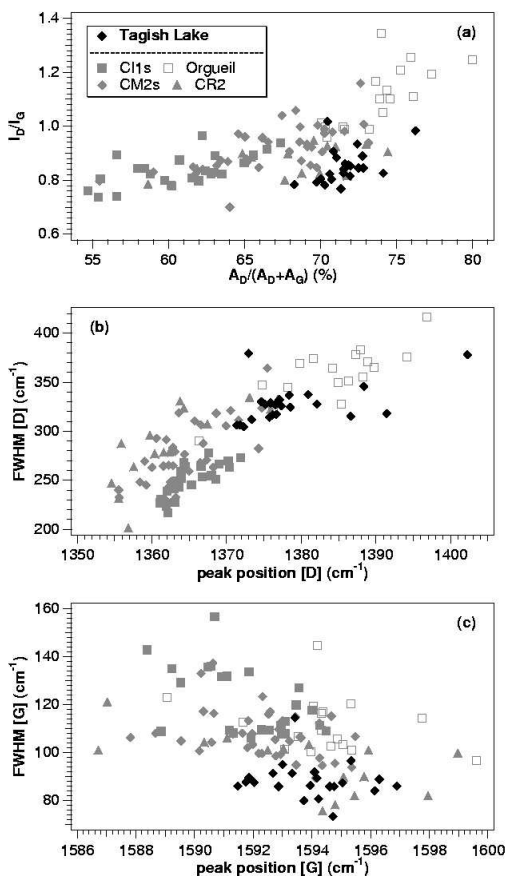 (a)
Tagish Lake
CI1s Orgueil
CM2s CR2
I_D/I_G
1.4
1.2
1.0
0.8
0.6
55 60 65 70 75 80
A_D/(A_D+A_G) (%)
(b)
FWHM [D] (cm⁻¹)
400
350
300
250
200
1350 1360 1370 1380 1390 1400
peak position [D] (cm⁻¹)
(c)
FWHM [G] (cm⁻¹)
160
140
120
100
80
1586 1588 1590 1592 1594 1596 1598 1600
peak position [G] (cm⁻¹)